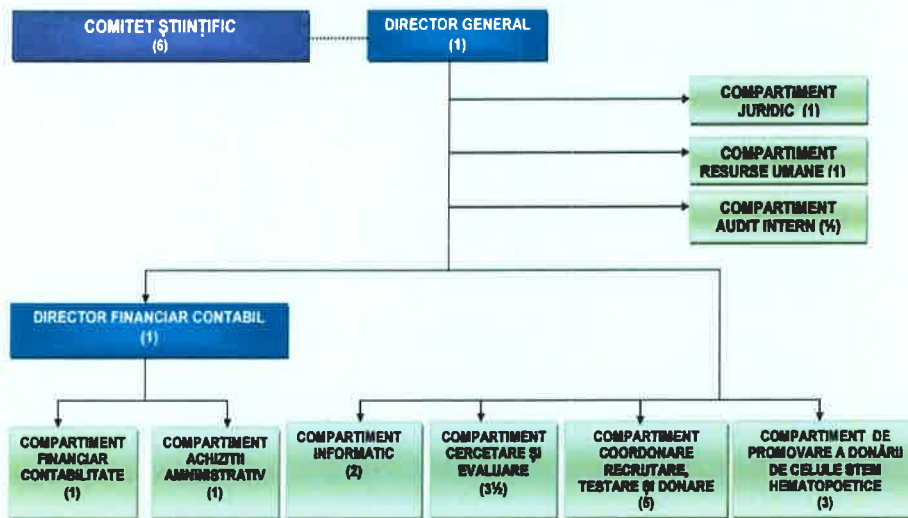 COMITET ȘTIINȚIFIC
(6)
DIRECTOR GENERAL
(1)
COMPARTIMENT
JURIDIC (1)
COMPARTIMENT
RESURSE UMANE (1)
COMPARTIMENT
AUDIT INTERN (½)
DIRECTOR FINANCIAR CONTABIL
(1)
COMPARTIMENT
FINANCIAR
CONTABILITATE
(1)
COMPARTIMENT
ACHIZITII
ADMINISTRATIV
(1)
COMPARTIMENT
INFORMATIC
(2)
COMPARTIMENT
CERCETARE ȘI
EVALUARE
(3½)
COMPARTIMENT
COORDONARE
RECRUTARE,
TESTARE ȘI DONARE
(5)
COMPARTIMENT DE
PROMOVARE A DONĂRII
DE CELULE STEM
HEMATOPOETICE
(3)